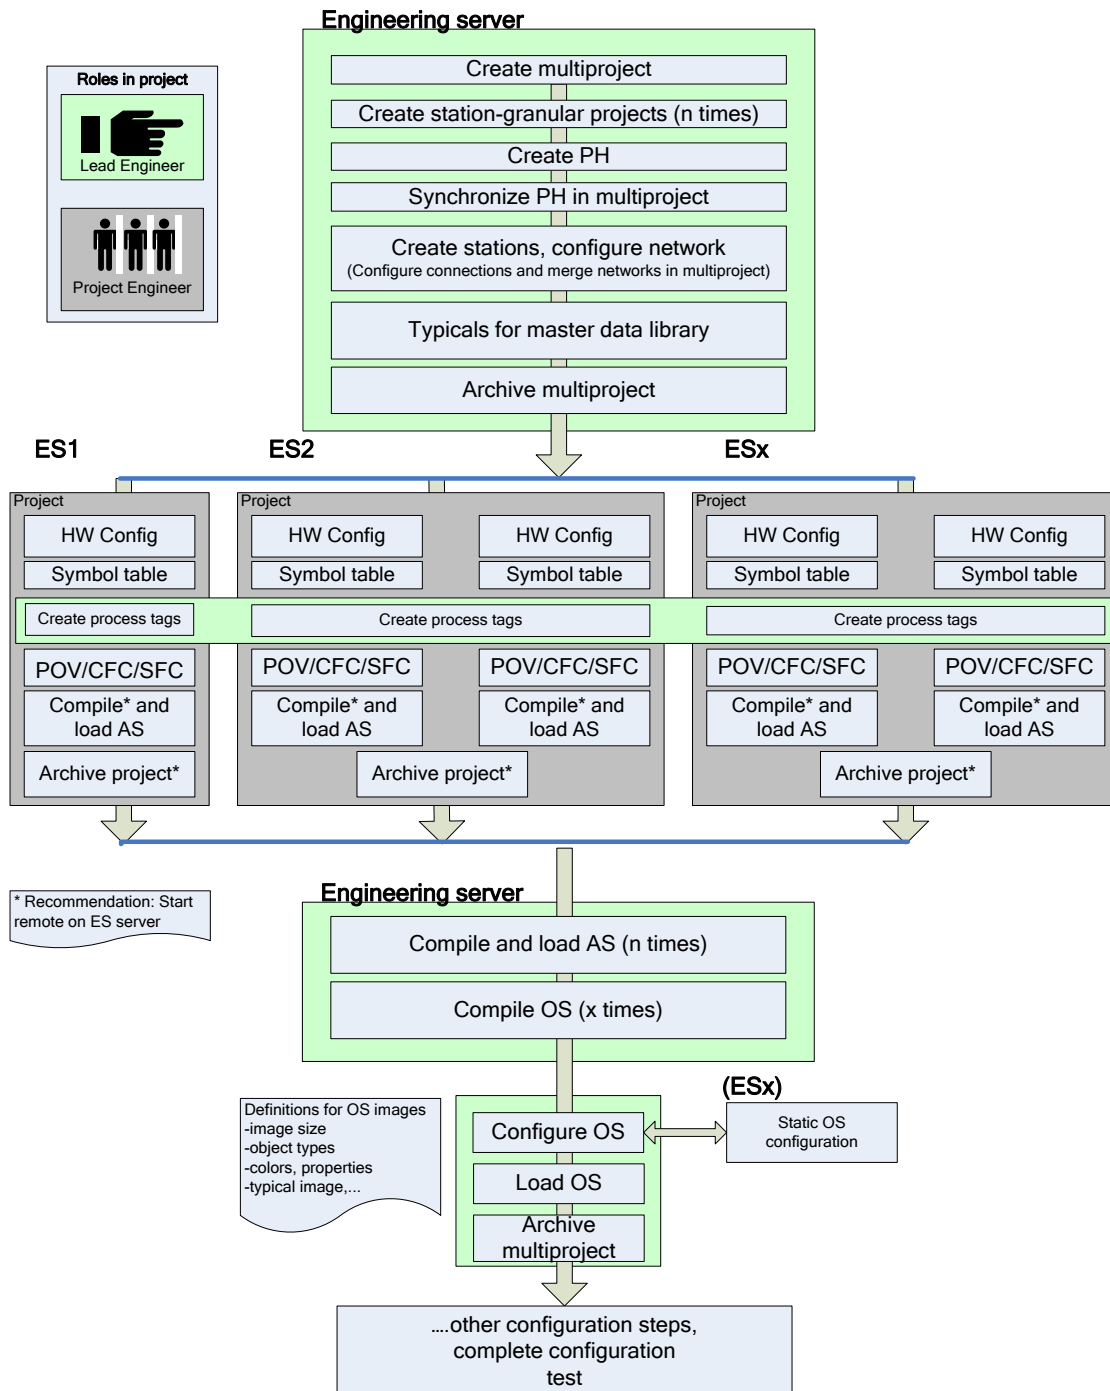 Engineering server
Roles in project
Lead Engineer
Project Engineer
Create multiproject
Create station-granular projects (n times)
Create PH
Synchronize PH in multiproject
Create stations, configure network
(Configure connections and merge networks in multiproject)
Typicals for master data library
Archive multiproject
ES1
ES2
ESx
Project
Project
Project
HW Config
HW Config
HW Config
HW Config
HW Config
Symbol table
Symbol table
Symbol table
Symbol table
Symbol table
Create process tags
Create process tags
Create process tags
POV/CFC/SFC
POV/CFC/SFC
POV/CFC/SFC
POV/CFC/SFC
POV/CFC/SFC
Compile* and
load AS
Compile* and
load AS
Compile* and
load AS
Compile* and
load AS
Compile* and
load AS
Archive project*
Archive project*
Archive project*
* Recommendation: Start
remote on ES server
Engineering server
Compile and load AS (n times)
Compile OS (x times)
Definitions for OS images
-image size
-object types
-colors, properties
-typical image,...
Configure OS
Load OS
Archive
multiproject
(ESx)
Static OS
configuration
....other configuration steps,
complete configuration
test